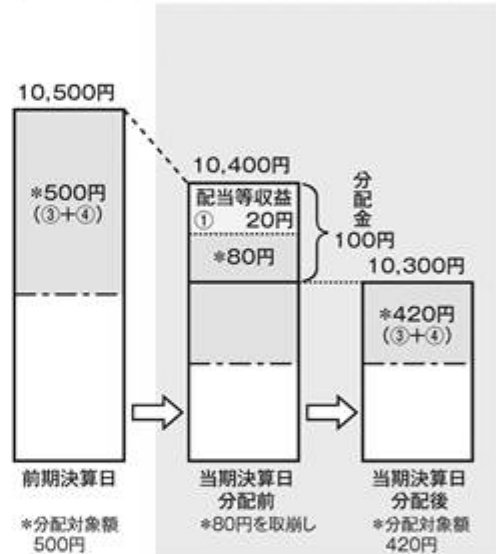 10,500円
*500円
(③+④)
前期決算日
*分配対象額
500円
10,400円
配当等収益
① 20円
*80円
分配金
100円
当期決算日
分配前
*80円を取崩し
10,300円
*420円
(③+④)
当期決算日
分配後
*分配対象額
420円